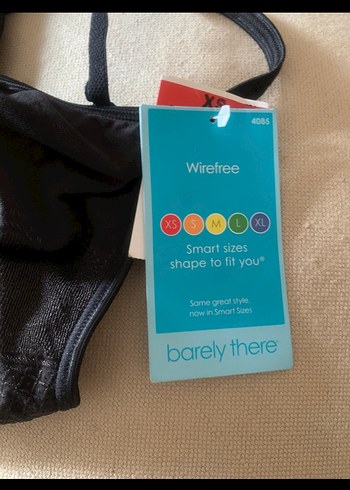 XS
4085
Wirefree
XS S M L XL
Smart sizes
shape to fit you®
Same great style,
now in Smart Sizes
barely there